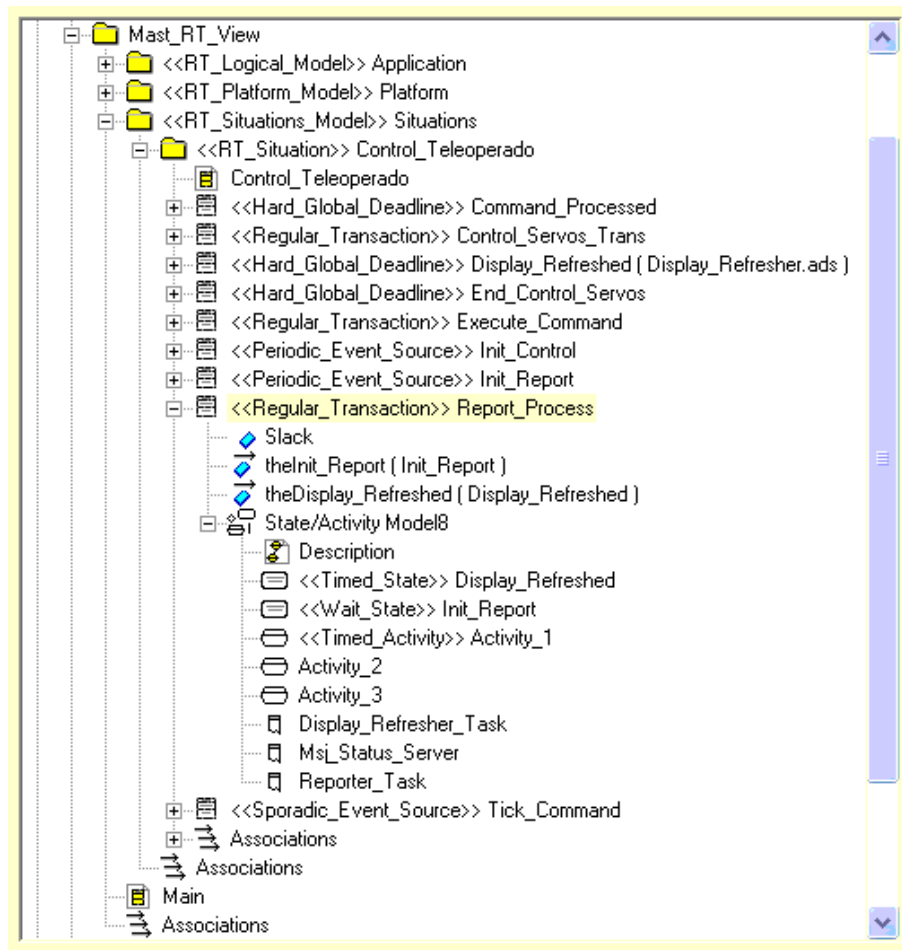 Mast_RT_View
<<RT_Logical_Model>> Application
<<RT_Platform_Model>> Platform
<<RT_Situations_Model>> Situations
<<RT_Situation>> Control_Teleoperado
Control_Teleoperado
<<Hard_Global_Deadline>> Command_Processed
<<Regular_Transaction>> Control_Servos_Trans
<<Hard_Global_Deadline>> Display_Refreshed ( Display_Refresher.ads )
<<Hard_Global_Deadline>> End_Control_Servos
<<Regular_Transaction>> Execute_Command
<<Periodic_Event_Source>> Init_Control
<<Periodic_Event_Source>> Init_Report
<<Regular_Transaction>> Report_Process
Slack
theInit_Report ( Init_Report )
theDisplay_Refreshed ( Display_Refreshed )
State/Activity Model8
Description
<<Timed_State>> Display_Refreshed
<<Wait_State>> Init_Report
<<Timed_Activity>> Activity_1
Activity_2
Activity_3
Display_Refresher_Task
Msj_Status_Server
Reporter_Task
<<Sporadic_Event_Source>> Tick_Command
Associations
Associations
Main
Associations